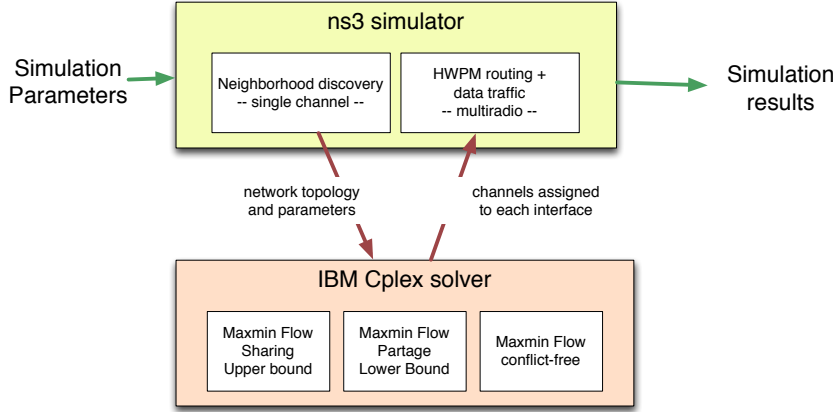 ns3 simulator
Simulation
Parameters
Neighborhood discovery
-- single channel --
HWPM routing +
data traffic
-- multiradio --
Simulation
results
network topology
and parameters
channels assigned
to each interface
IBM Cplex solver
Maxmin Flow
Sharing
Upper bound
Maxmin Flow
Partage
Lower Bound
Maxmin Flow
conflict-free